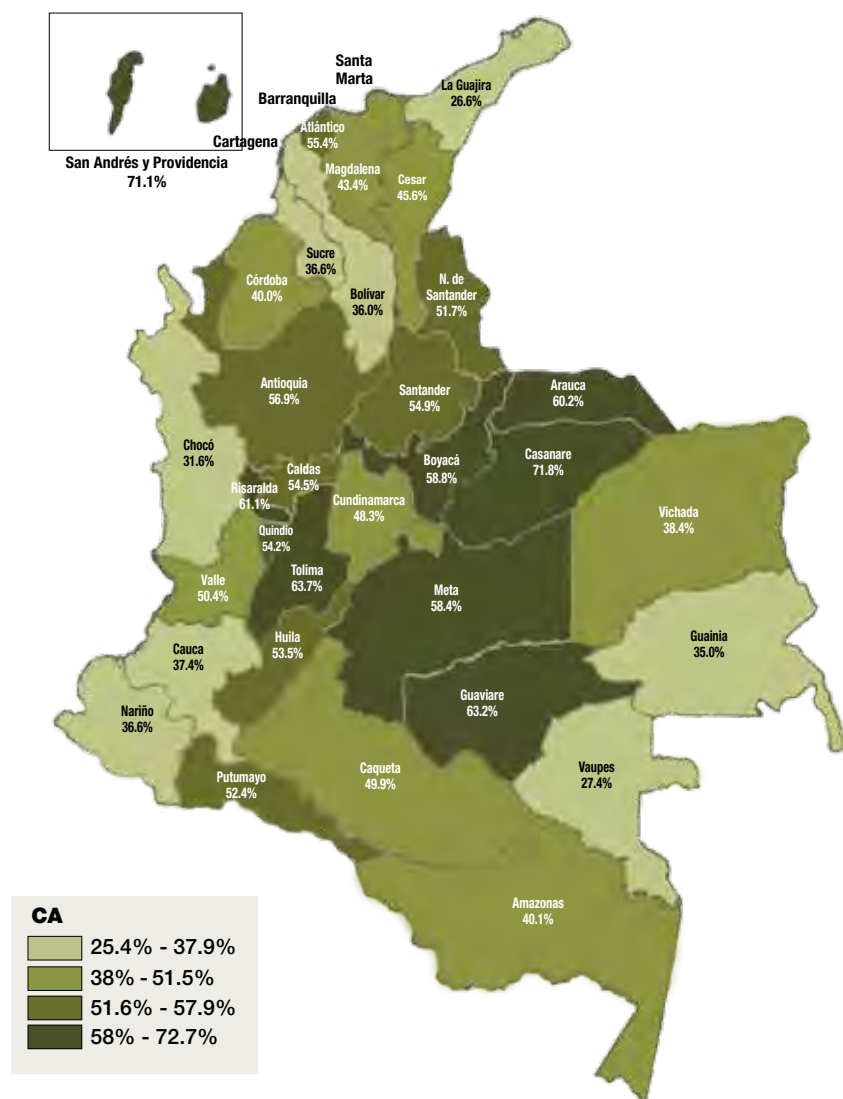 Santa
Marta
La Guajira
26.6%
Barranquilla
Atlántico
55.4%
Cartagena
San Andrés y Providencia
71.1%
Magdalena
43.4%
Cesar
45.6%
Sucre
36.6%
Córdoba
40.0%
Bolívar
36.0%
N. de
Santander
51.7%
Antioquia
56.9%
Santander
54.9%
Arauca
60.2%
Chocó
31.6%
Caldas
54.5%
Boyacá
58.8%
Casanare
71.8%
Risaralda
61.1%
Cundinamarca
48.3%
Vichada
38.4%
Quindio
54.2%
Tolima
63.7%
Valle
50.4%
Meta
58.4%
Huila
53.5%
Cauca
37.4%
Guainia
35.0%
Guaviare
63.2%
Nariño
36.6%
Putumayo
52.4%
Caqueta
49.9%
Vaupes
27.4%
Amazonas
40.1%
CA
25.4% - 37.9%
38% - 51.5%
51.6% - 57.9%
58% - 72.7%